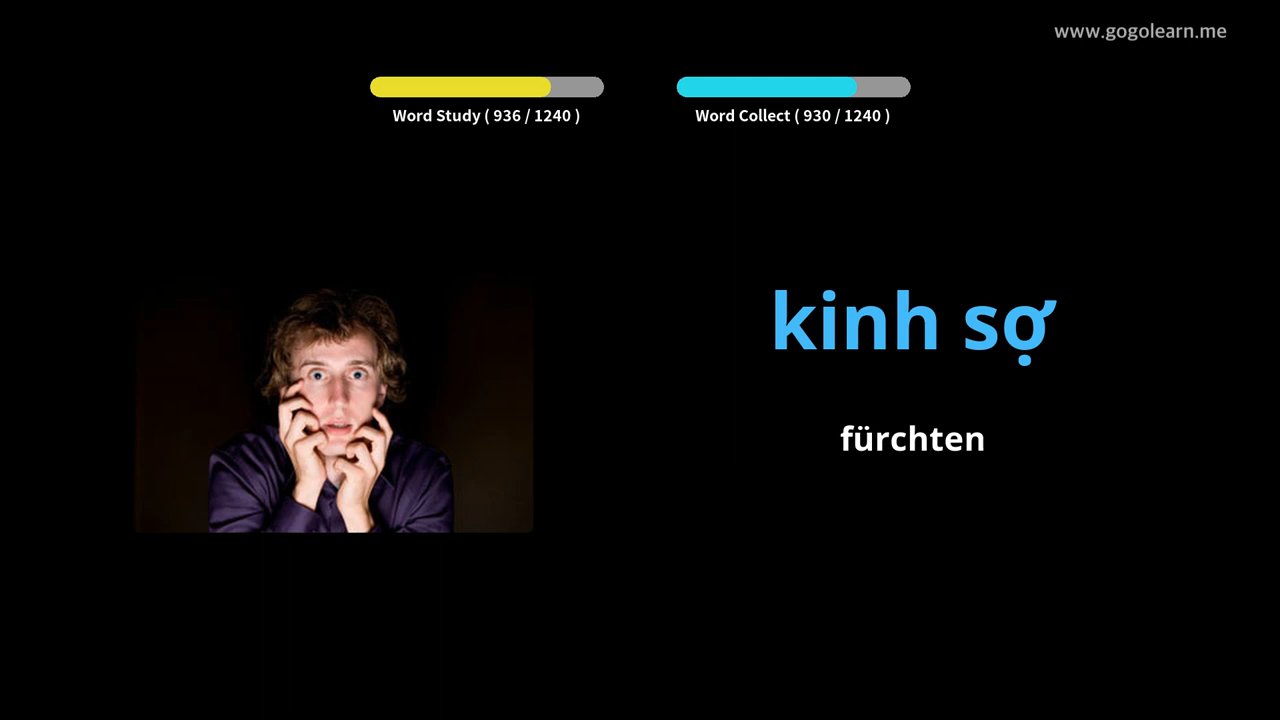 www.gogolearn.me
Word Study ( 936 / 1240 )
Word Collect ( 930 / 1240 )
kinh sợ
fürchten